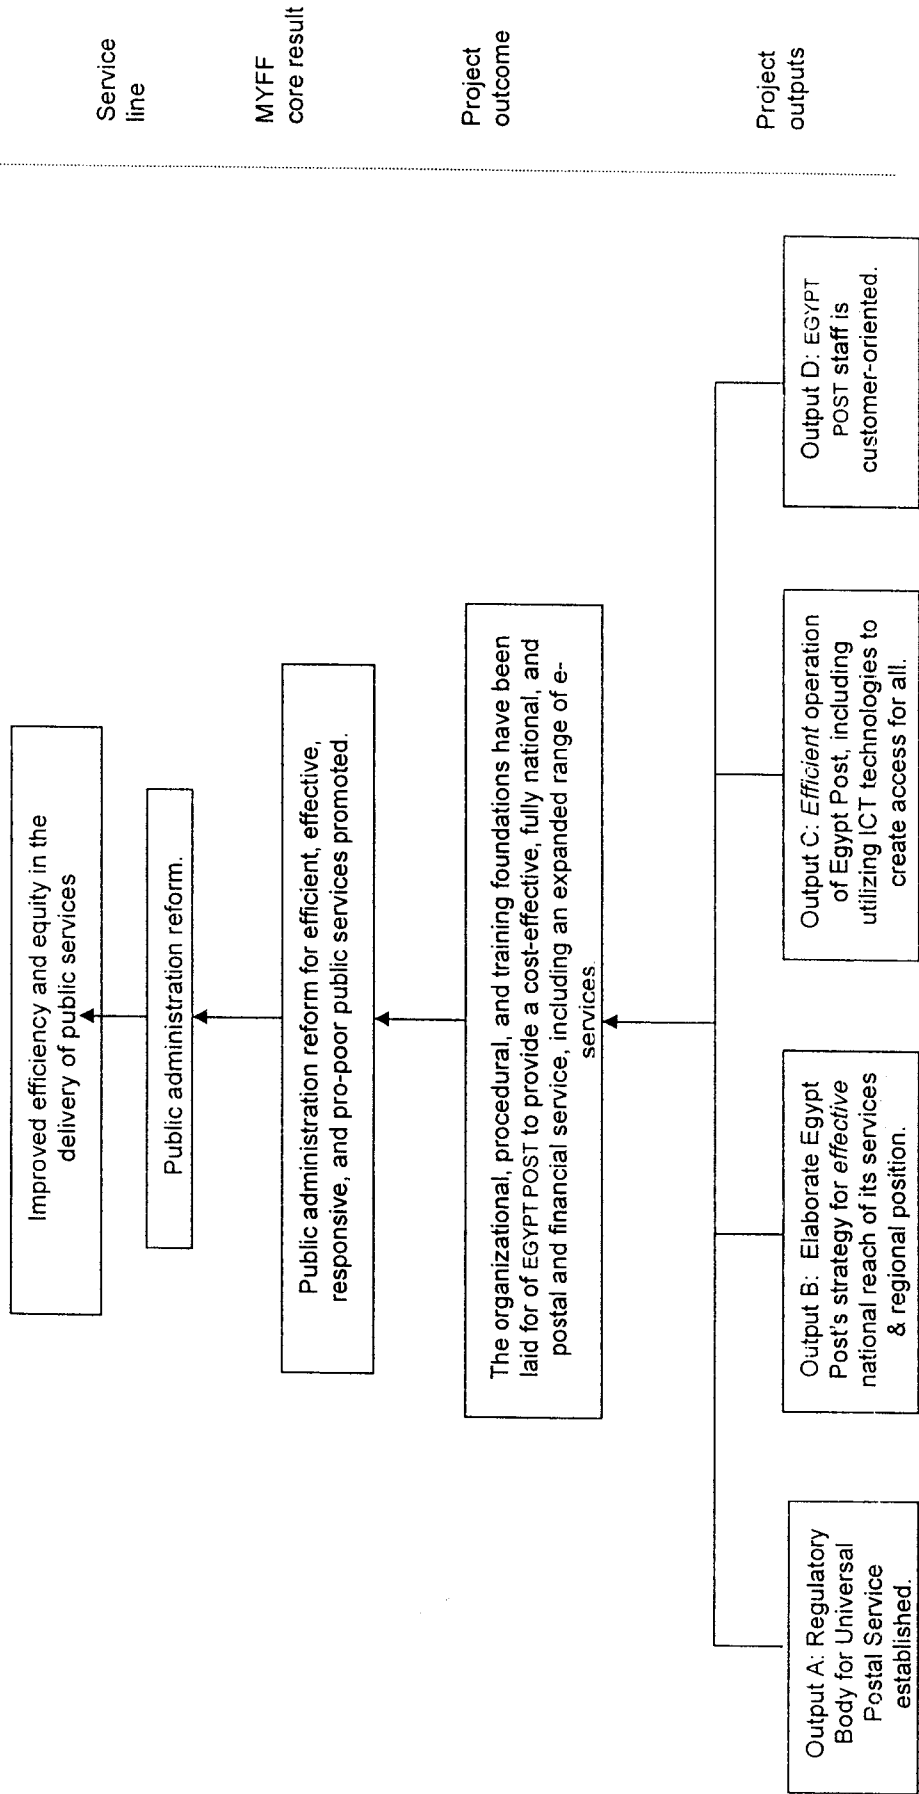 Improved efficiency and equity in the
delivery of public services
Public administration reform.
Service
line
Public administration reform for efficient, effective,
responsive, and pro-poor public services promoted.
MYFF
core result
The organizational, procedural, and training foundations have been
laid for of EGYPT POST to provide a cost-effective, fully national, and
postal and financial service, including an expanded range of e-
services.
Project
outcome
Output A: Regulatory
Body for Universal
Postal Service
established.
Output B: Elaborate Egypt
Post's strategy for effective
national reach of its services
& regional position.
Output C: Efficient operation
of Egypt Post, including
utilizing ICT technologies to
create access for all.
Output D: EGYPT
POST staff is
customer-oriented.
Project
outputs